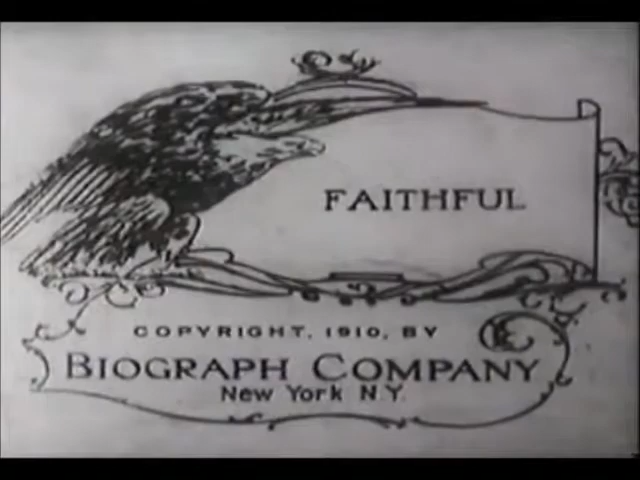 FAITHFUL
COPYRIGHT, 1910, BY
BIOGRAPH COMPANY
New York N.Y.